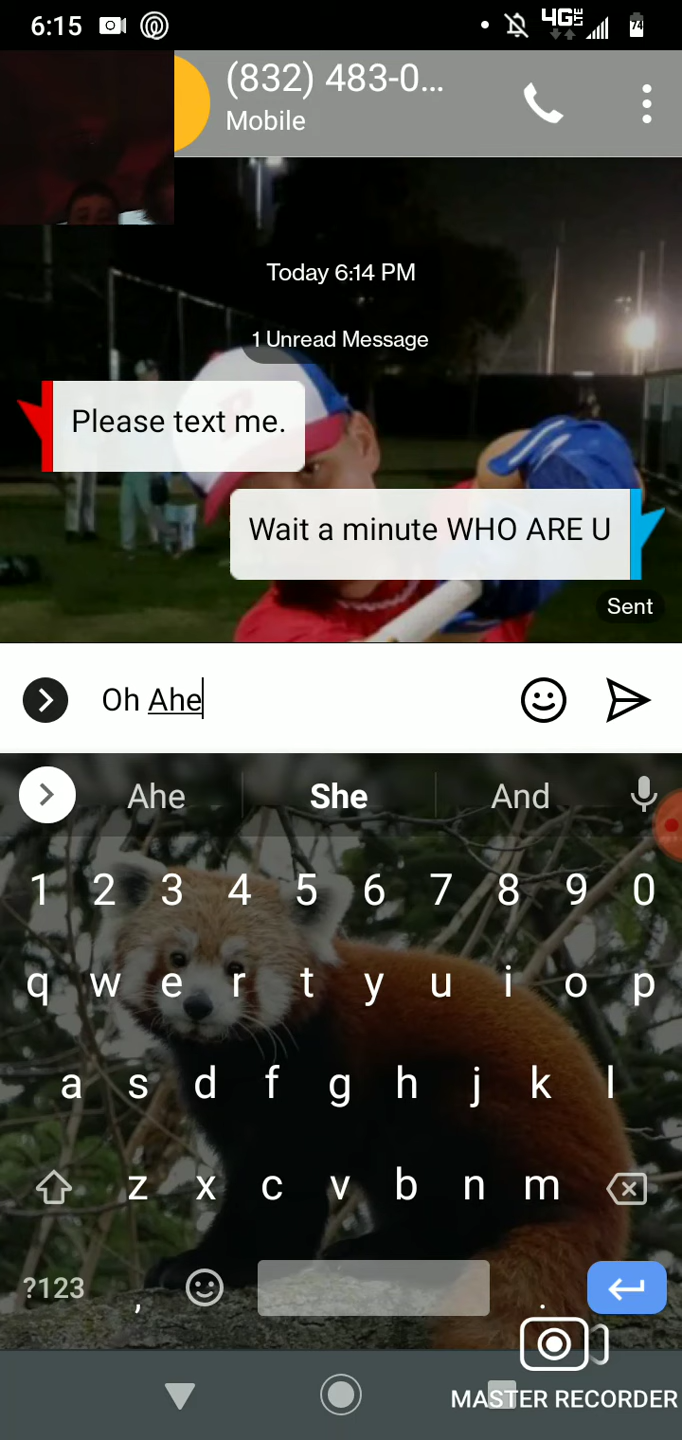 6:15
4G LTE
74
(832) 483-0…
Mobile
Today 6:14 PM
1 Unread Message
Please text me.
Wait a minute WHO ARE U
Sent
Oh Ahe
Ahe She And
1 2 3 4 5 6 7 8 9 0
q w e r t y u i o p
a s d f g h j k l
z x c v b n m
?123 , .
MASTER RECORDER